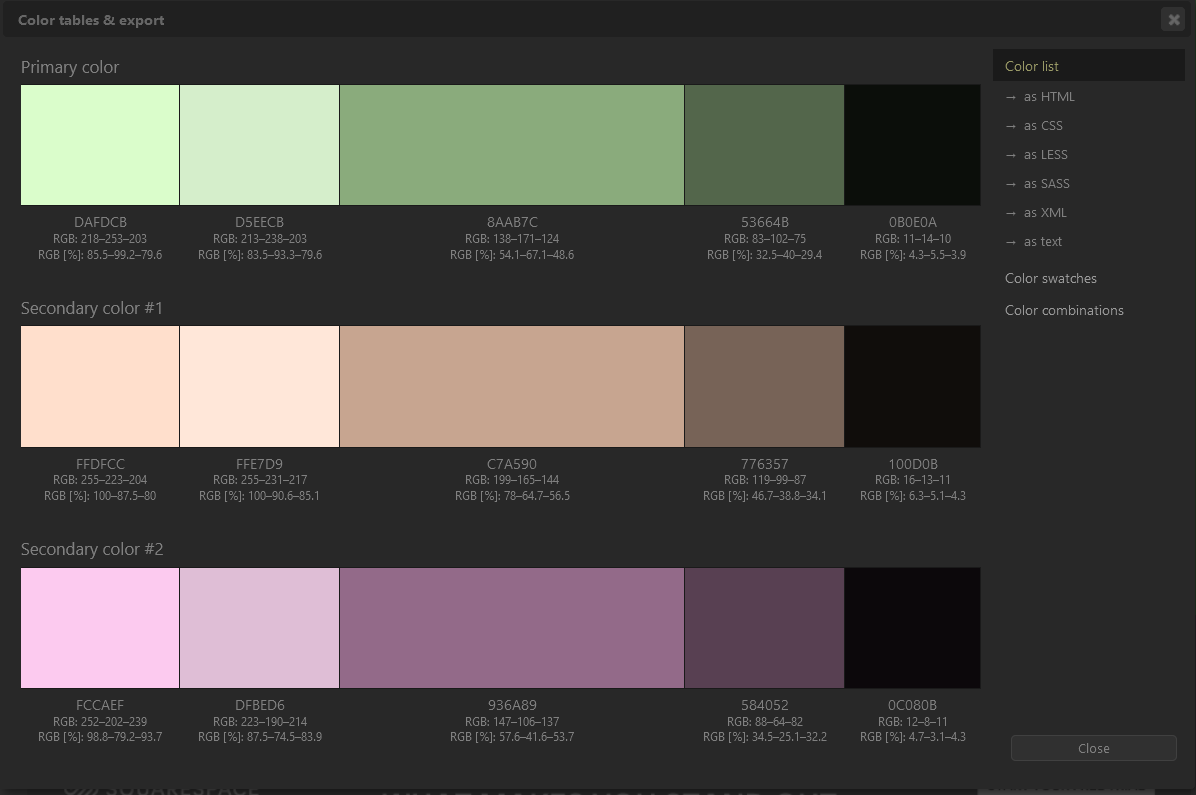 Color tables & export
Primary color
DAFDCB
RGB: 218–253–203
RGB [%]: 85.5–99.2–79.6
D5EECB
RGB: 213–238–203
RGB [%]: 83.5–93.3–79.6
8AAB7C
RGB: 138–171–124
RGB [%]: 54.1–67.1–48.6
53664B
RGB: 83–102–75
RGB [%]: 32.5–40–29.4
0B0E0A
RGB: 11–14–10
RGB [%]: 4.3–5.5–3.9
Secondary color #1
FFDFCC
RGB: 255–223–204
RGB [%]: 100–87.5–80
FFE7D9
RGB: 255–231–217
RGB [%]: 100–90.6–85.1
C7A590
RGB: 199–165–144
RGB [%]: 78–64.7–56.5
776357
RGB: 119–99–87
RGB [%]: 46.7–38.8–34.1
100D0B
RGB: 16–13–11
RGB [%]: 6.3–5.1–4.3
Secondary color #2
FCCAEF
RGB: 252–202–239
RGB [%]: 98.8–79.2–93.7
DFBED6
RGB: 223–190–214
RGB [%]: 87.5–74.5–83.9
936A89
RGB: 147–106–137
RGB [%]: 57.6–41.6–53.7
584052
RGB: 88–64–82
RGB [%]: 34.5–25.1–32.2
0C080B
RGB: 12–8–11
RGB [%]: 4.7–3.1–4.3
Color list
→ as HTML
→ as CSS
→ as LESS
→ as SASS
→ as XML
→ as text
Color swatches
Color combinations
Close
SQUARESPACE